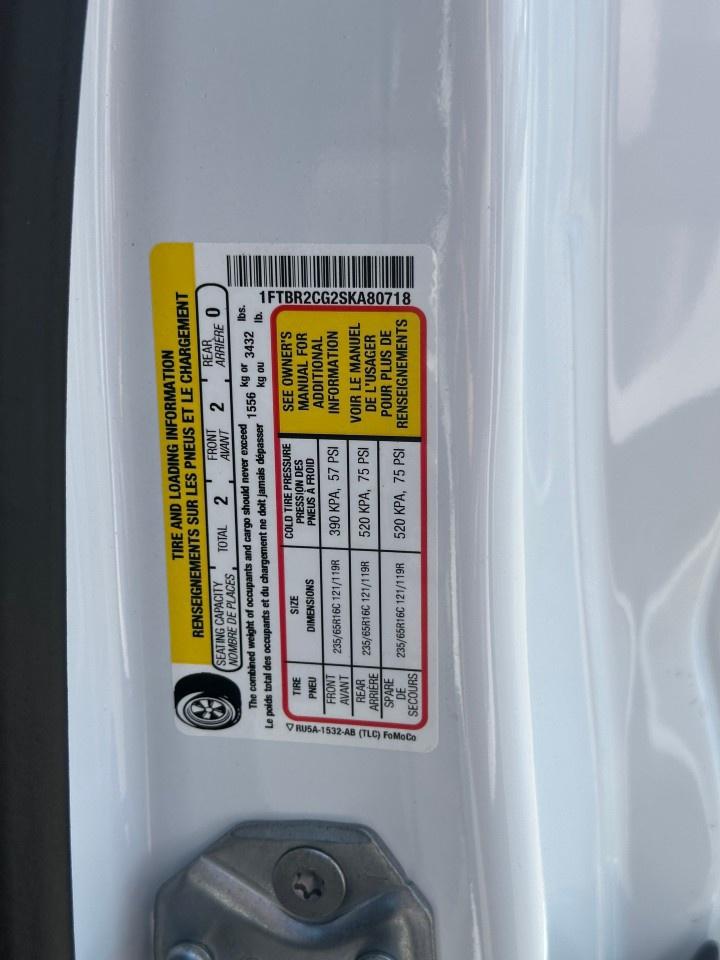 TIRE AND LOADING INFORMATION
RENSEIGNEMENTS SUR LES PNEUS ET LE CHARGEMENT
SEATING CAPACITY TOTAL 2 FRONT 2 REAR 0
NOMBRE DE PLACES AVANT ARRIÈRE
The combined weight of occupants and cargo should never exceed 1556 kg or 3432 lbs.
Le poids total des occupants et du chargement ne doit jamais dépasser kg ou lb.
1FTBR2CG2SKA80718
TIRE SIZE COLD TIRE PRESSURE
PNEU DIMENSIONS PRESSION DES
PNEUS À FROID
FRONT
AVANT 235/65R16C 121/119R 390 KPA, 57 PSI
REAR
ARRIÈRE 235/65R16C 121/119R 520 KPA, 75 PSI
SPARE
DE
SECOURS 235/65R16C 121/119R 520 KPA, 75 PSI
SEE OWNER'S
MANUAL FOR
ADDITIONAL
INFORMATION
VOIR LE MANUEL
DE L'USAGER
POUR PLUS DE
RENSEIGNEMENTS
RU5A-1532-AB (TLC) FoMoCo